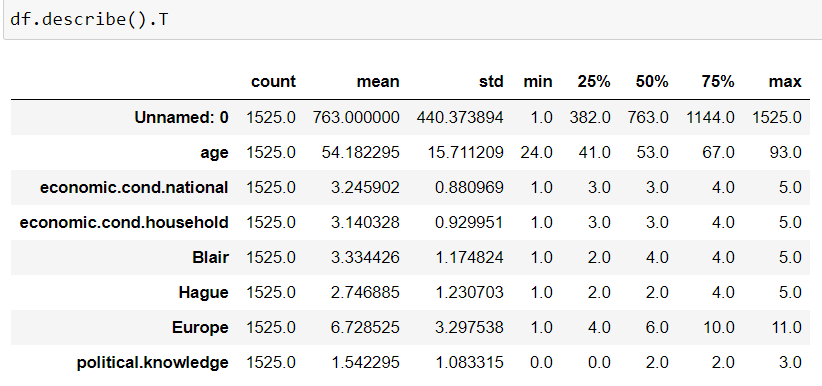 df.describe().T
count mean std min 25% 50% 75% max
Unnamed: 0 1525.0 763.000000 440.373894 1.0 382.0 763.0 1144.0 1525.0
age 1525.0 54.182295 15.711209 24.0 41.0 53.0 67.0 93.0
economic.cond.national 1525.0 3.245902 0.880969 1.0 3.0 3.0 4.0 5.0
economic.cond.household 1525.0 3.140328 0.929951 1.0 3.0 3.0 4.0 5.0
Blair 1525.0 3.334426 1.174824 1.0 2.0 4.0 4.0 5.0
Hague 1525.0 2.746885 1.230703 1.0 2.0 2.0 4.0 5.0
Europe 1525.0 6.728525 3.297538 1.0 4.0 6.0 10.0 11.0
political.knowledge 1525.0 1.542295 1.083315 0.0 0.0 2.0 2.0 3.0